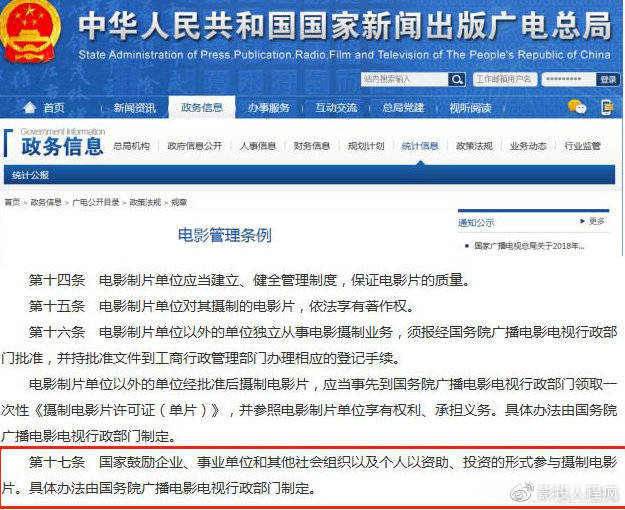 中华人民共和国国家新闻出版广电总局
State Administration of Press,Publication,Radio,Film and Television of The People's Republic of China
站内搜索输入 工作邮箱用户名 ••••••••• 登录
首页 新闻资讯 政务信息 办事服务 互动交流 总局党建 视听阅读
Government Information
政务信息 总局机构 政府信息公开 人事信息 财务信息 规划计划 统计信息 政策法规 业务动态 行业监管
统计公报
首页 > 政务信息 > 广电公开目录 > 政策法规 > 规章
通知公示 ▶ 更多
电影管理条例
▪ 国家广播电视总局关于2018年...
第十四条 电影制片单位应当建立、健全管理制度，保证电影片的质量。
第十五条 电影制片单位对其摄制的电影片，依法享有著作权。
第十六条 电影制片单位以外的单位独立从事电影摄制业务，须报经国务院广播电影电视行政部
门批准，并持批准文件到工商行政管理部门办理相应的登记手续。
电影制片单位以外的单位经批准后摄制电影片，应当事先到国务院广播电影电视行政部门领取一
次性《摄制电影片许可证（单片）》，并参照电影制片单位享有权利、承担义务。具体办法由国务院
广播电影电视行政部门制定。
第十七条 国家鼓励企业、事业单位和其他社会组织以及个人以资助、投资的形式参与摄制电影
片。具体办法由国务院广播电影电视行政部门制定。
@影投人程疯